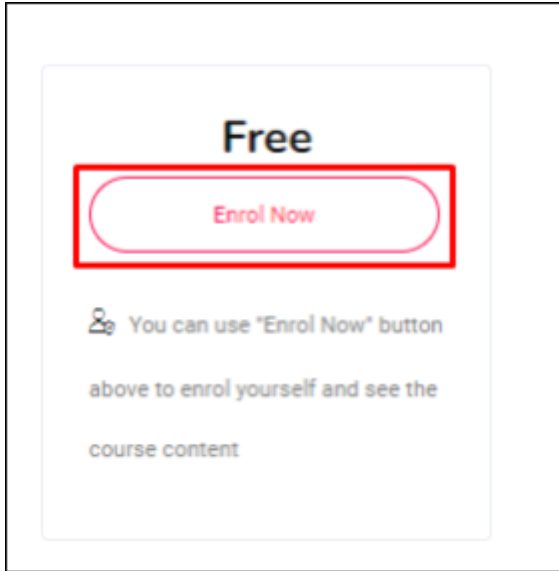 Free
Enrol Now
You can use "Enrol Now" button
above to enrol yourself and see the
course content